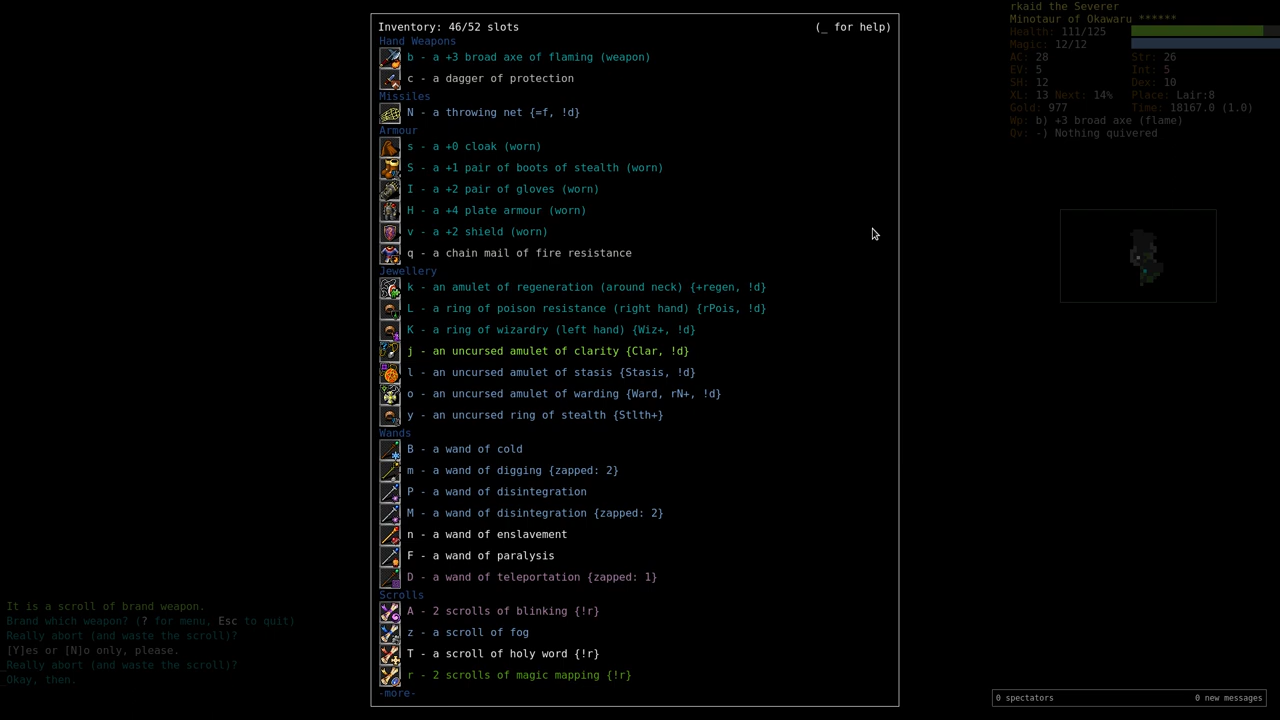 Inventory: 46/52 slots (_ for help)
Hand Weapons
b - a +3 broad axe of flaming (weapon)
c - a dagger of protection
Missiles
N - a throwing net {=f, !d}
Armour
s - a +0 cloak (worn)
S - a +1 pair of boots of stealth (worn)
I - a +2 pair of gloves (worn)
H - a +4 plate armour (worn)
v - a +2 shield (worn)
q - a chain mail of fire resistance
Jewellery
k - an amulet of regeneration (around neck) {+regen, !d}
L - a ring of poison resistance (right hand) {rPois, !d}
K - a ring of wizardry (left hand) {Wiz+, !d}
j - an uncursed amulet of clarity {Clar, !d}
l - an uncursed amulet of stasis {Stasis, !d}
o - an uncursed amulet of warding {Ward, rN+, !d}
y - an uncursed ring of stealth {Stlth+}
Wands
B - a wand of cold
m - a wand of digging {zapped: 2}
P - a wand of disintegration
M - a wand of disintegration {zapped: 2}
n - a wand of enslavement
F - a wand of paralysis
D - a wand of teleportation {zapped: 1}
Scrolls
A - 2 scrolls of blinking {!r}
z - a scroll of fog
T - a scroll of holy word {!r}
r - 2 scrolls of magic mapping {!r}
-more-
rkaid the Severer
Minotaur of Okawaru ******
Health: 111/125
Magic: 12/12
AC: 28 Str: 26
EV: 5 Int: 5
SH: 12 Dex: 10
XL: 13 Next: 14% Place: Lair:8
Gold: 977 Time: 18167.0 (1.0)
Wp: b) +3 broad axe (flame)
Qv: -) Nothing quivered
It is a scroll of brand weapon.
Brand which weapon? (? for menu, Esc to quit)
Really abort (and waste the scroll)?
[Y]es or [N]o only, please.
_Really abort (and waste the scroll)?
_Okay, then.
0 spectators 0 new messages